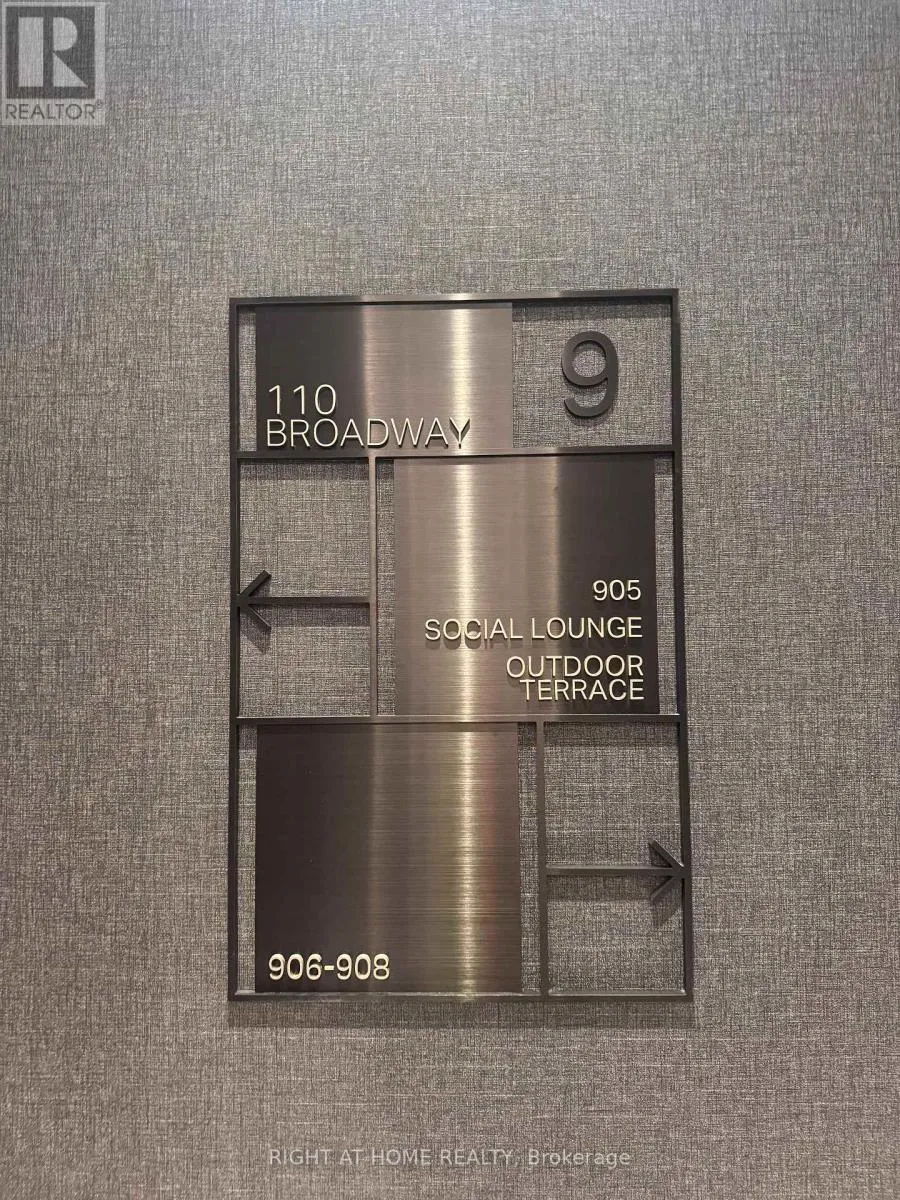 R
REALTOR®
110
BROADWAY
9
905
SOCIAL LOUNGE
OUTDOOR
TERRACE
906-908
RIGHT AT HOME REALTY, Brokerage